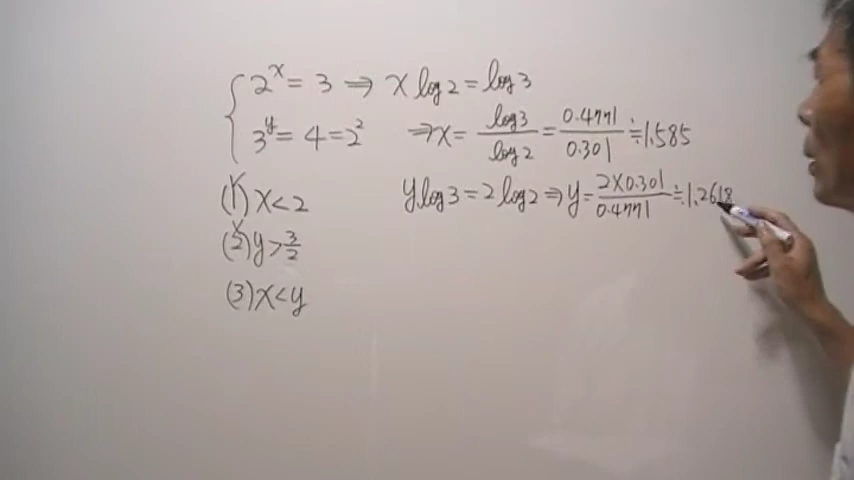 2^x = 3 ⇒ x log 2 = log 3
3^y = 4 = 2^2 ⇒ x = log3/log2 = 0.4771/0.301 ≒ 1.585
(1) x < 2
y log 3 = 2 log 2 ⇒ y = 2×0.301/0.4771 ≒ 1.2618
(2) y > 3/2
(3) x < y